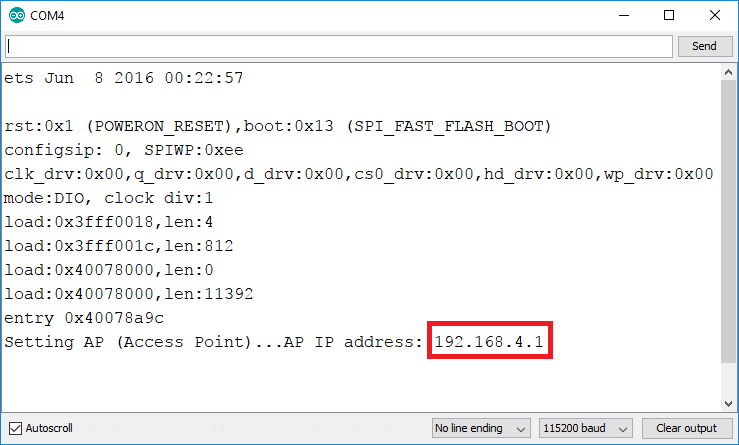 COM4
Send
ets Jun  8 2016 00:22:57
rst:0x1 (POWERON_RESET),boot:0x13 (SPI_FAST_FLASH_BOOT)
configsip: 0, SPIWP:0xee
clk_drv:0x00,q_drv:0x00,d_drv:0x00,cs0_drv:0x00,hd_drv:0x00,wp_drv:0x00
mode:DIO, clock div:1
load:0x3fff0018,len:4
load:0x3fff001c,len:812
load:0x40078000,len:0
load:0x40078000,len:11392
entry 0x40078a9c
Setting AP (Access Point)...AP IP address: 192.168.4.1
Autoscroll No line ending 115200 baud Clear output